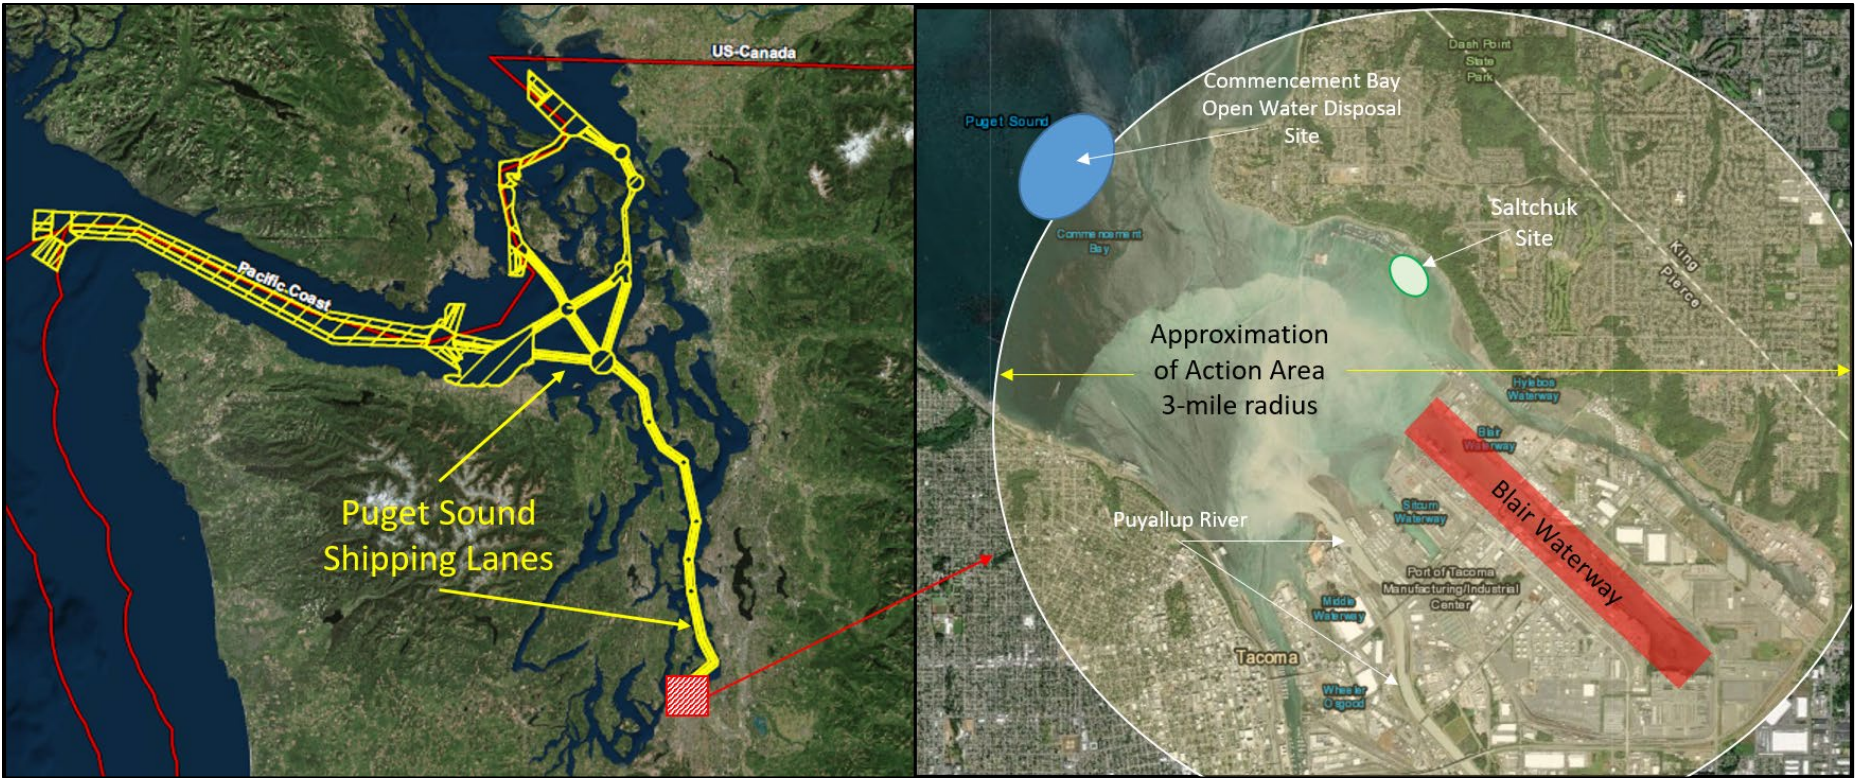 US-Canada
Pacific Coast
Puget Sound
Shipping Lanes
Dash Point
State
Park
Commencement Bay
Open Water Disposal
Site
Puget Sound
Commencement
Bay
Saltchuk
Site
King
Pierce
Approximation
of Action Area
3-mile radius
Hylebos
Waterway
Blair
Waterway
Blair Waterway
Sitcum
Waterway
Puyallup River
Port of Tacoma
Manufacturing/Industrial
Center
Middle
Waterway
Tacoma
Wheeler
Osgood